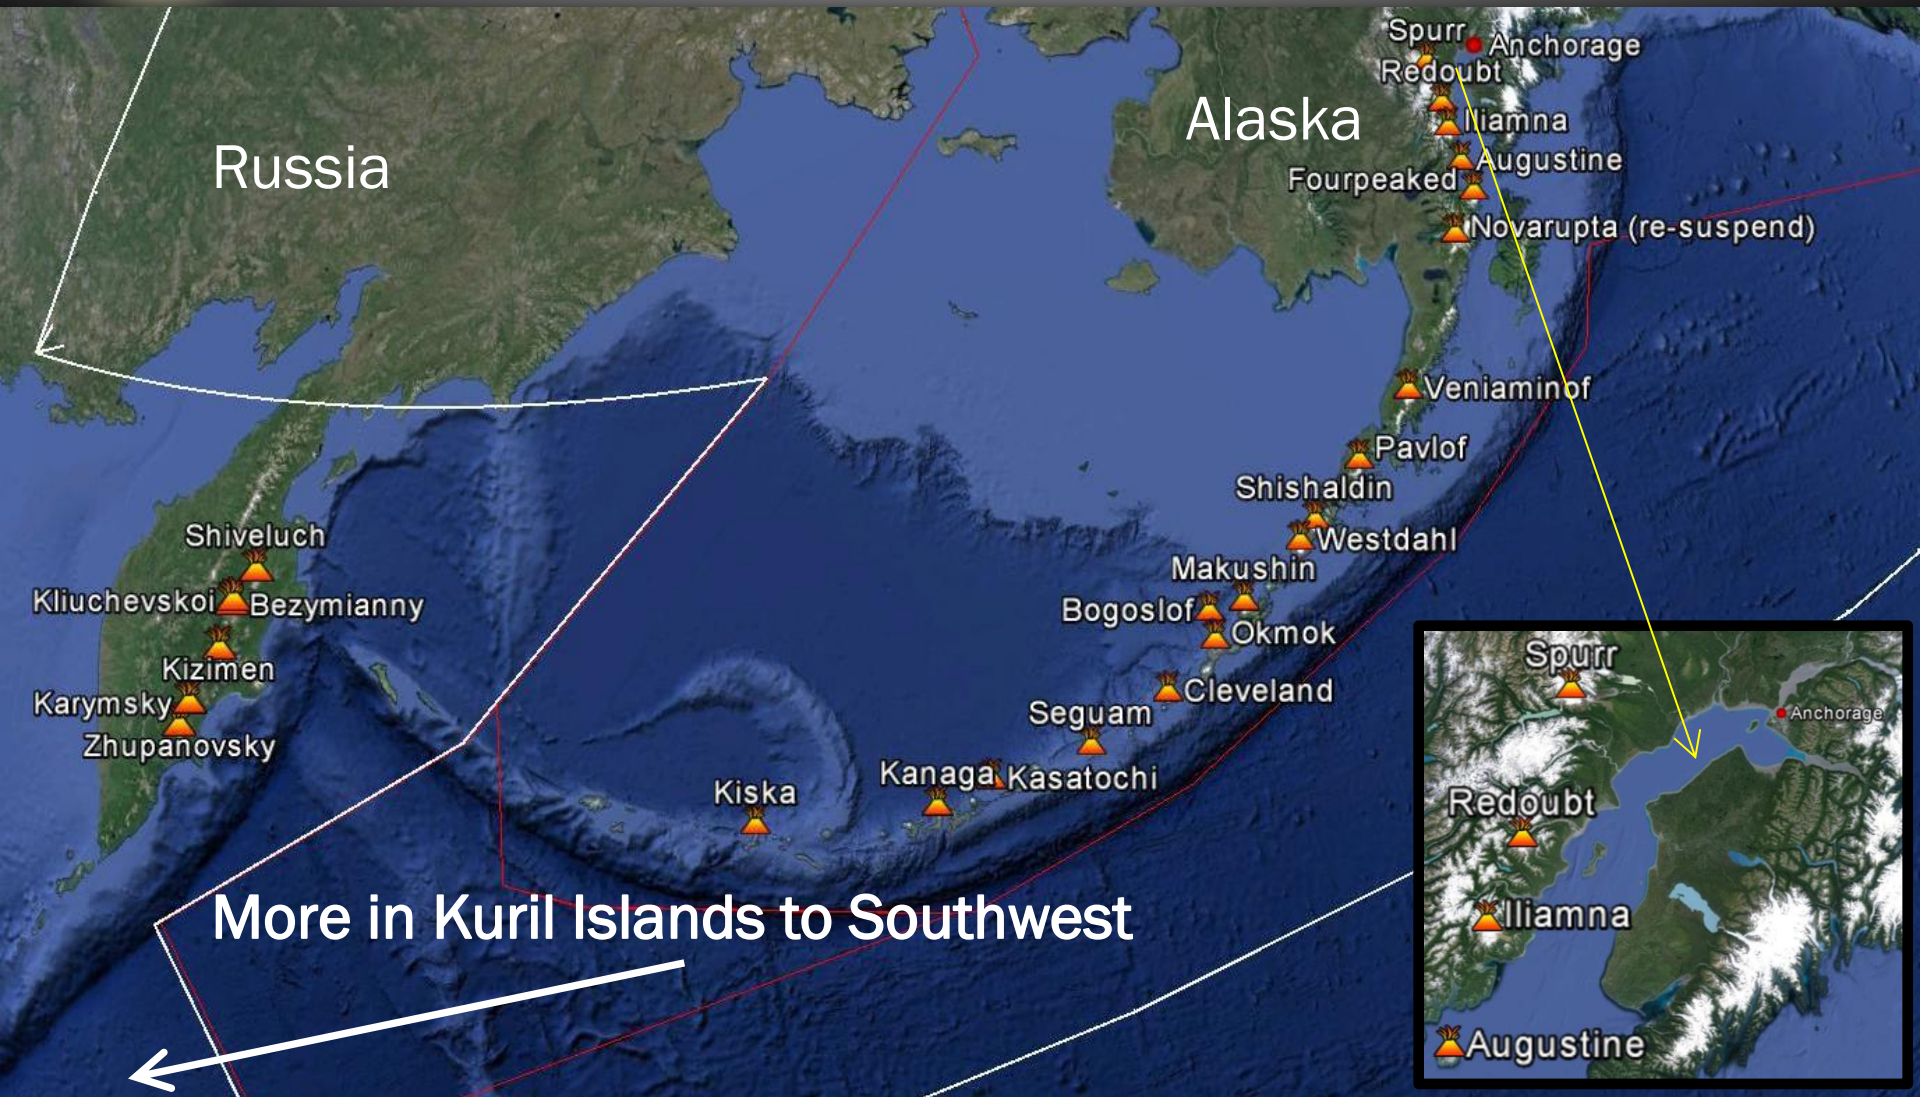 Spurr
Anchorage
Redoubt
Alaska
Iliamna
Russia
Augustine
Fourpeaked
Novarupta (re-suspend)
Veniaminof
Pavlof
Shishaldin
Shiveluch
Westdahl
Makushin
Kliuchevskoi
Bezymianny
Bogoslof
Okmok
Kizimen
Cleveland
Karymsky
Seguam
Zhupanovsky
Kanaga
Kasatochi
Kiska
More in Kuril Islands to Southwest
Spurr
Anchorage
Redoubt
Iliamna
Augustine